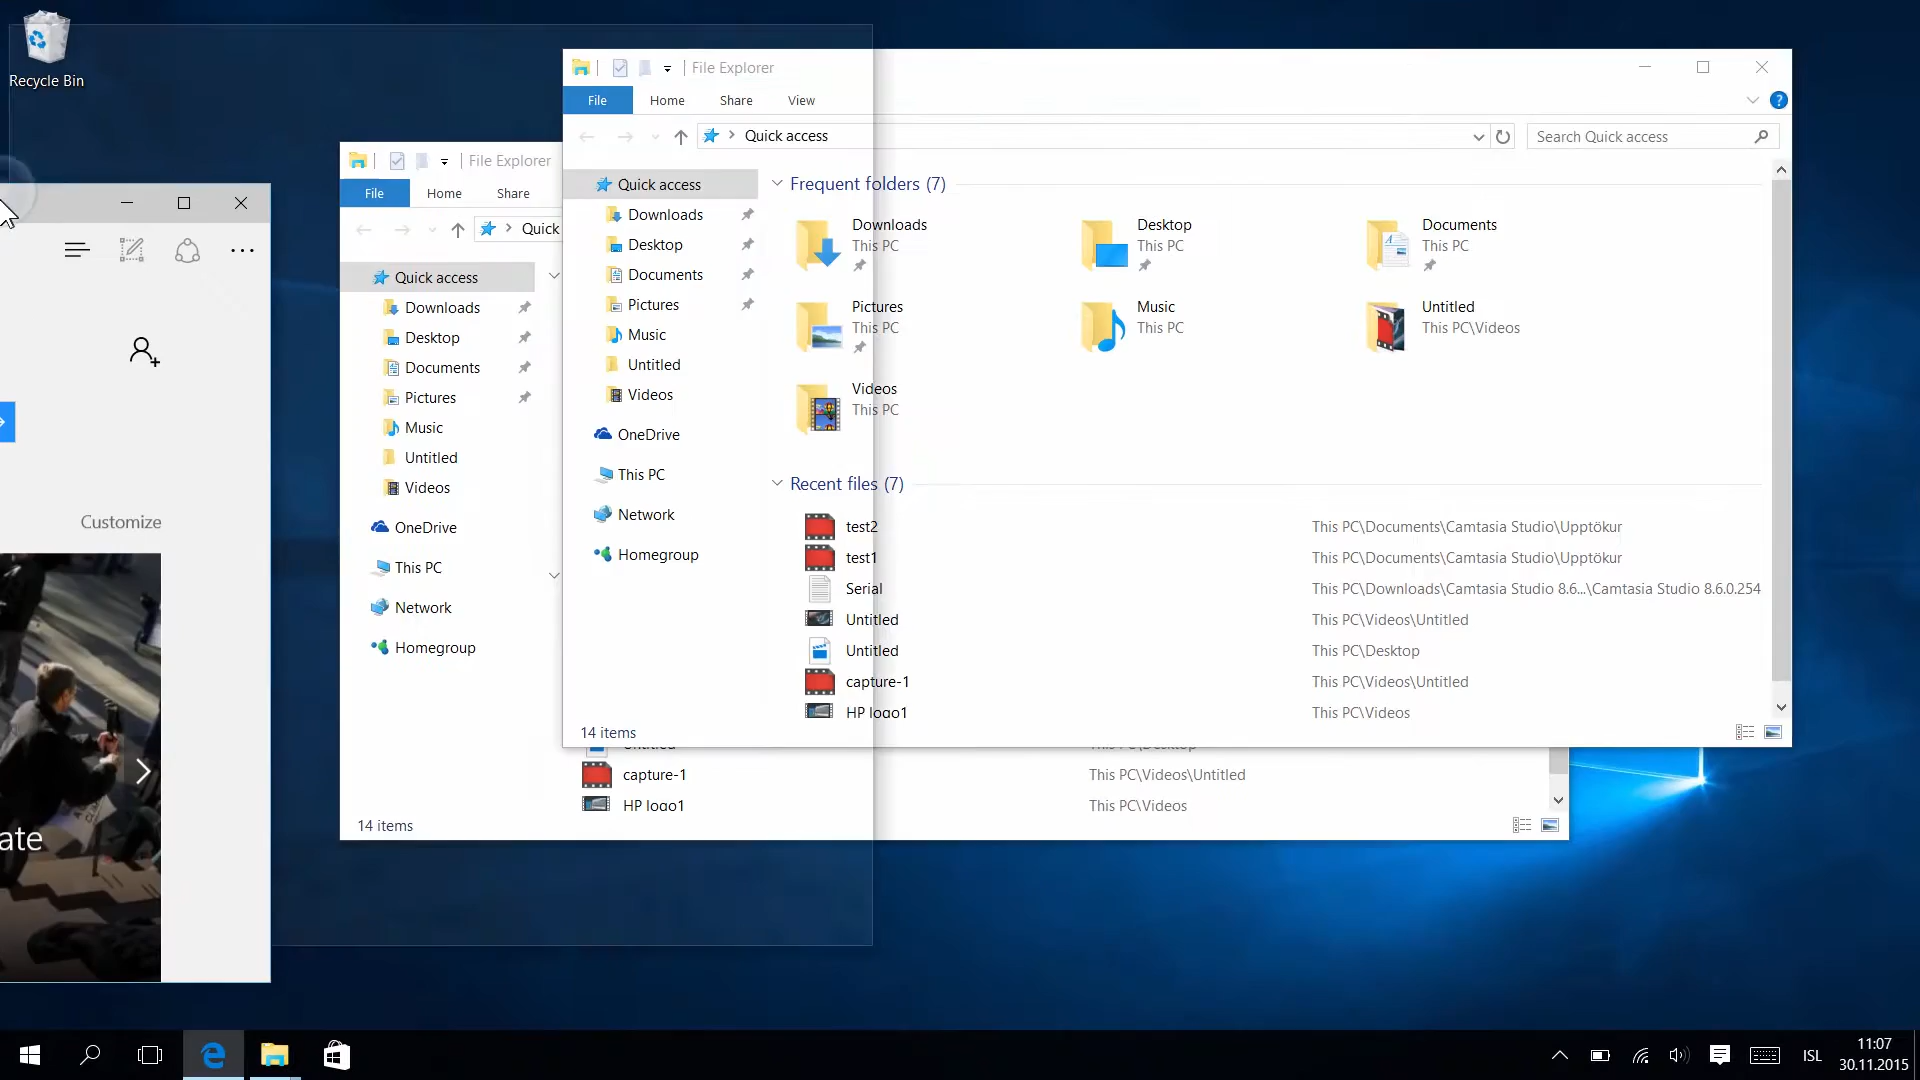 Recycle Bin
File Explorer
File Home Share View
Quick access
Search Quick access
Quick access
Downloads
Desktop
Documents
Pictures
Music
Untitled
Videos
OneDrive
This PC
Network
Homegroup
Frequent folders (7)
Downloads
This PC
Desktop
This PC
Documents
This PC
Pictures
This PC
Music
This PC
Untitled
This PC\Videos
Videos
This PC
Recent files (7)
test2 This PC\Documents\Camtasia Studio\Upptökur
test1 This PC\Documents\Camtasia Studio\Upptökur
Serial This PC\Downloads\Camtasia Studio 8.6...\Camtasia Studio 8.6.0.254
Untitled This PC\Videos\Untitled
Untitled This PC\Desktop
capture-1 This PC\Videos\Untitled
HP logo1 This PC\Videos
14 items
File Explorer
File Home Share
Quick
Quick access
Downloads
Desktop
Documents
Pictures
Music
Untitled
Videos
OneDrive
This PC
Network
Homegroup
Untitled This PC\Desktop
capture-1 This PC\Videos\Untitled
HP logo1 This PC\Videos
14 items
Customize
ate
ISL
11:07
30.11.2015